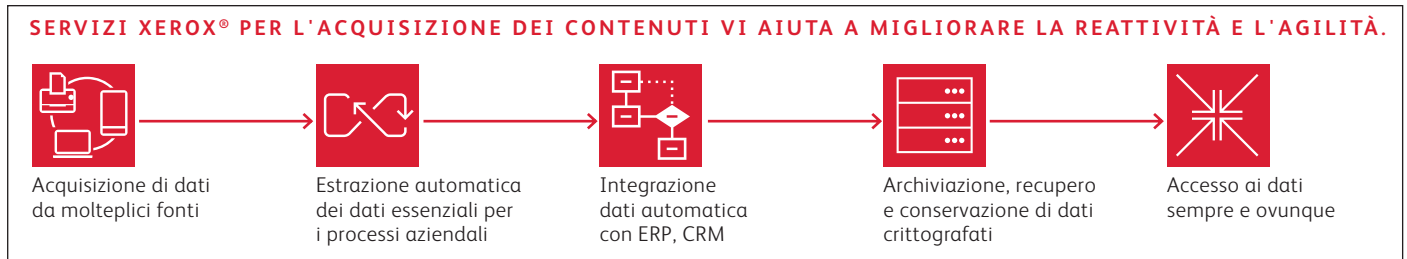 SERVIZI XEROX® PER L'ACQUISIZIONE DEI CONTENUTI VI AIUTA A MIGLIORARE LA REATTIVITÀ E L'AGILITÀ.
Acquisizione di dati
da molteplici fonti
Estrazione automatica
dei dati essenziali per
i processi aziendali
Integrazione
dati automatica
con ERP, CRM
Archiviazione, recupero
e conservazione di dati
crittografati
Accesso ai dati
sempre e ovunque